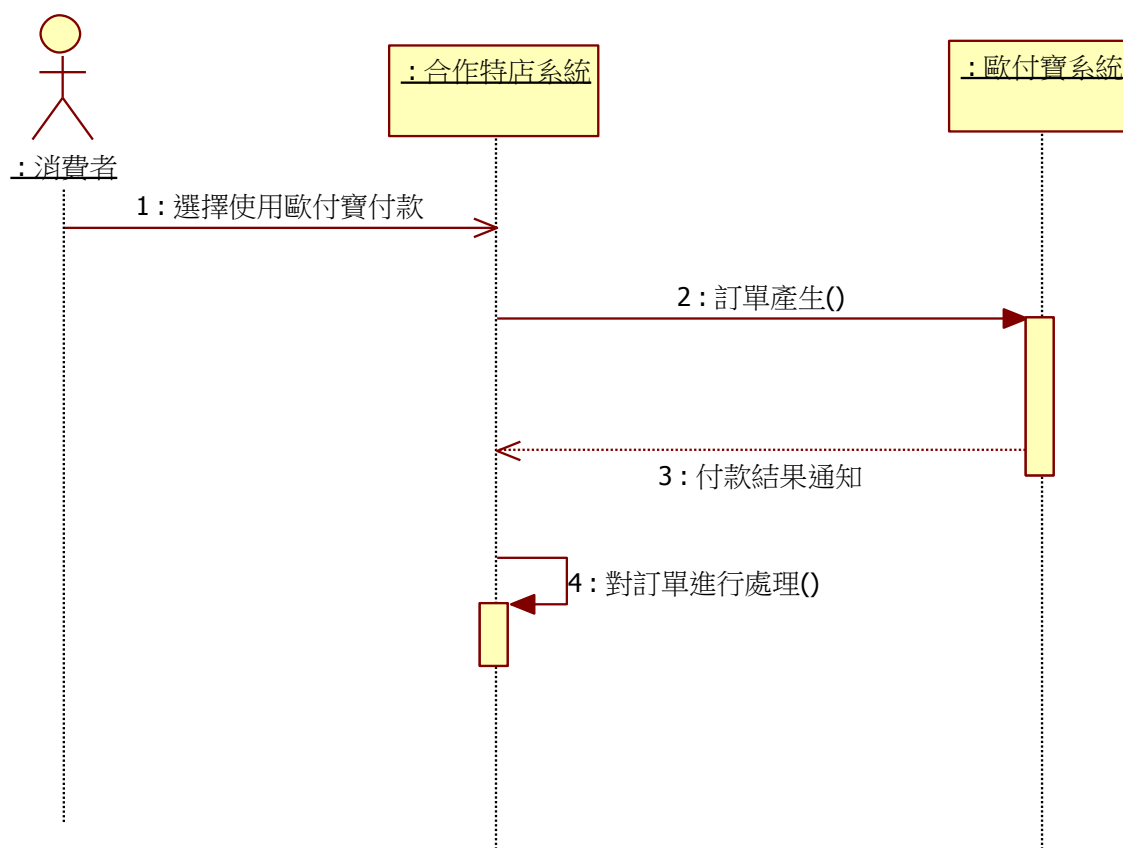 : 合作特店系統
: 歐付寶系統
: 消費者
1 : 選擇使用歐付寶付款
2 : 訂單產生()
3 : 付款結果通知
4 : 對訂單進行處理()